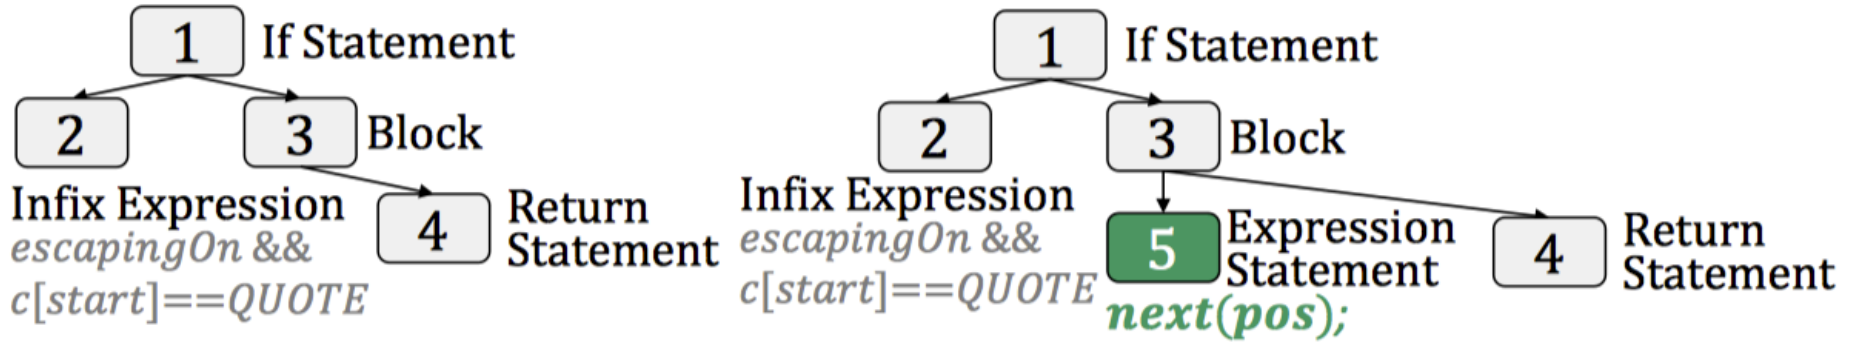 1 If Statement
2
3 Block
Infix Expression
escapingOn &&
c[start]==QUOTE
4 Return
Statement
1 If Statement
2
3 Block
Infix Expression
escapingOn &&
c[start]==QUOTE
5 Expression
Statement
next(pos);
4 Return
Statement